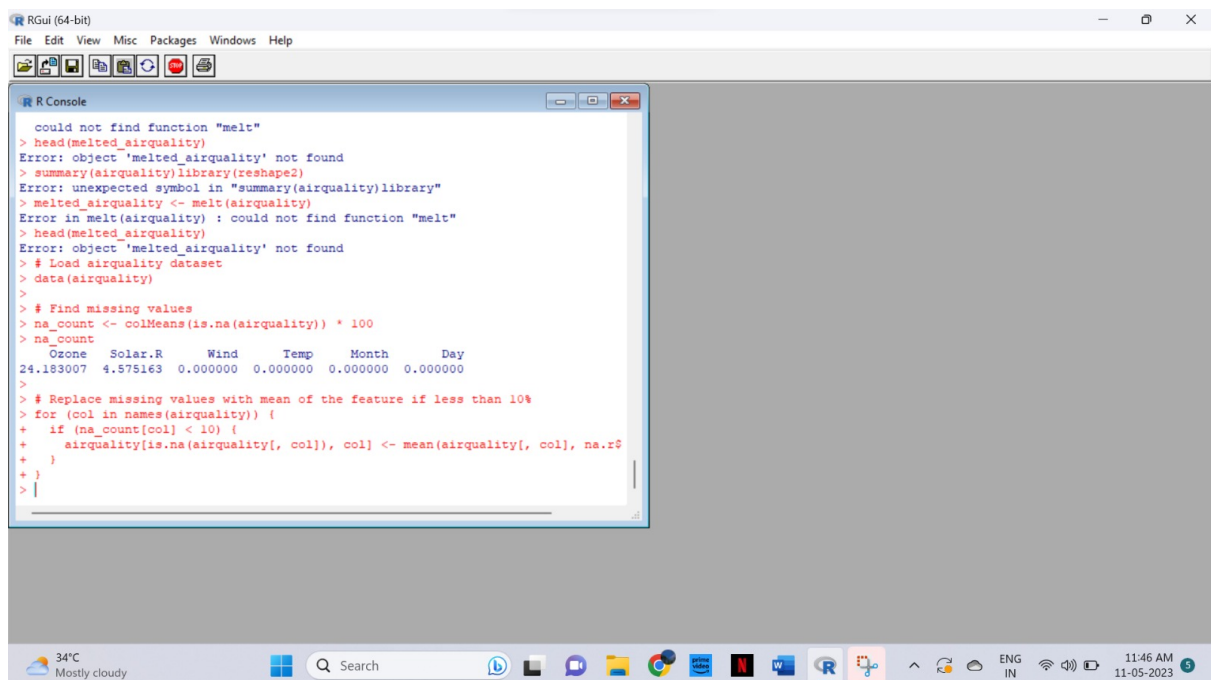 RGui (64-bit)
File Edit View Misc Packages Windows Help
STOP
R Console
could not find function "melt"
> head(melted_airquality)
Error: object 'melted_airquality' not found
> summary(airquality)library(reshape2)
Error: unexpected symbol in "summary(airquality)library"
> melted_airquality <- melt(airquality)
Error in melt(airquality) : could not find function "melt"
> head(melted_airquality)
Error: object 'melted_airquality' not found
> # Load airquality dataset
> data(airquality)
>
> # Find missing values
> na_count <- colMeans(is.na(airquality)) * 100
> na_count
Ozone Solar.R Wind Temp Month Day
24.183007 4.575163 0.000000 0.000000 0.000000 0.000000
>
> # Replace missing values with mean of the feature if less than 10%
> for (col in names(airquality)) {
+ if (na_count[col] < 10) {
+ airquality[is.na(airquality[, col]), col] <- mean(airquality[, col], na.r$
+ }
+ }
>
34°C
Mostly cloudy
Search
prime video
N
W
R
ENG
IN
11:46 AM
11-05-2023
5